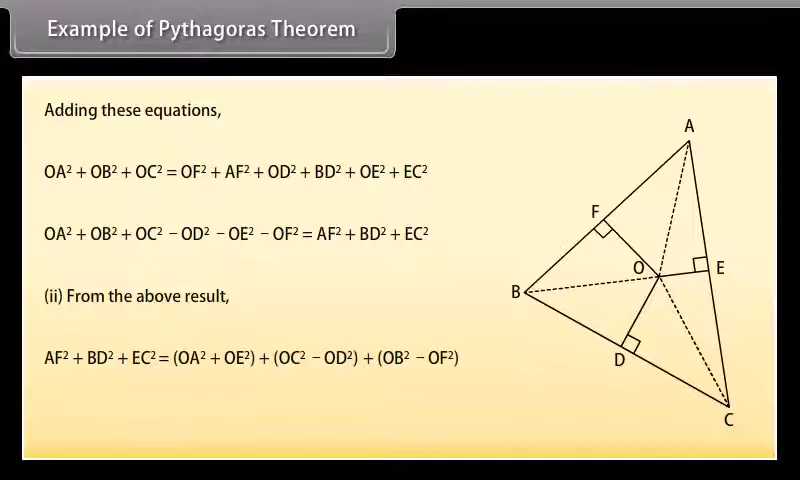 Example of Pythagoras Theorem
Adding these equations,
OA² + OB² + OC² = OF² + AF² + OD² + BD² + OE² + EC²
OA² + OB² + OC² − OD² − OE² − OF² = AF² + BD² + EC²
(ii) From the above result,
AF² + BD² + EC² = (OA² + OE²) + (OC² − OD²) + (OB² − OF²)
A
F
O
E
B
D
C